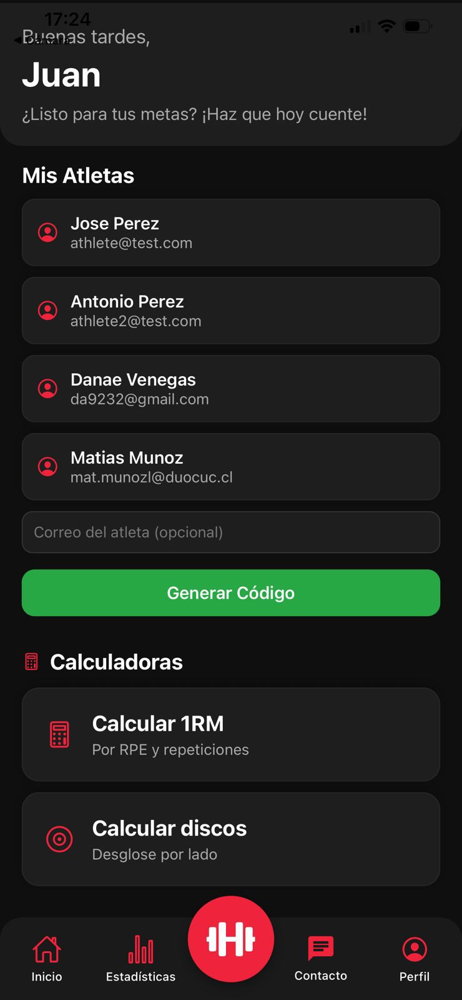 17:24
Buenas tardes,
Juan
¿Listo para tus metas? ¡Haz que hoy cuente!
Mis Atletas
Jose Perez
athlete@test.com
Antonio Perez
athlete2@test.com
Danae Venegas
da9232@gmail.com
Matias Munoz
mat.munozl@duocuc.cl
Correo del atleta (opcional)
Generar Código
Calculadoras
Calcular 1RM
Por RPE y repeticiones
Calcular discos
Desglose por lado
Inicio
Estadísticas
Contacto
Perfil